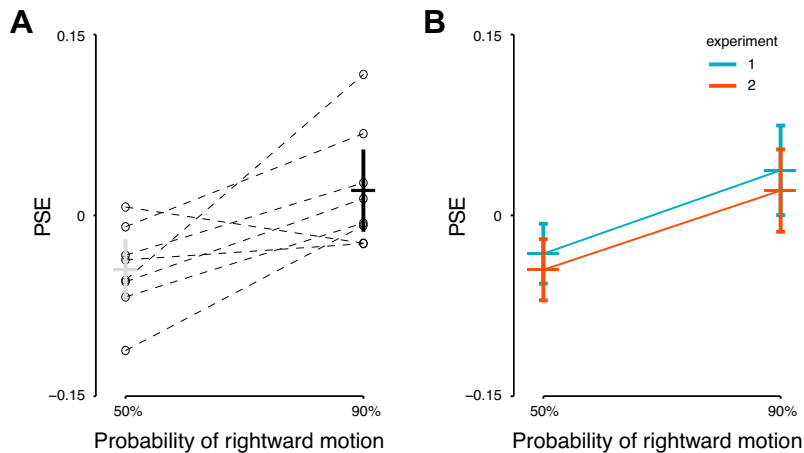 A
0.15
PSE
0
−0.15
50%
90%
Probability of rightward motion
B
0.15
experiment
1
2
PSE
0
−0.15
50%
90%
Probability of rightward motion